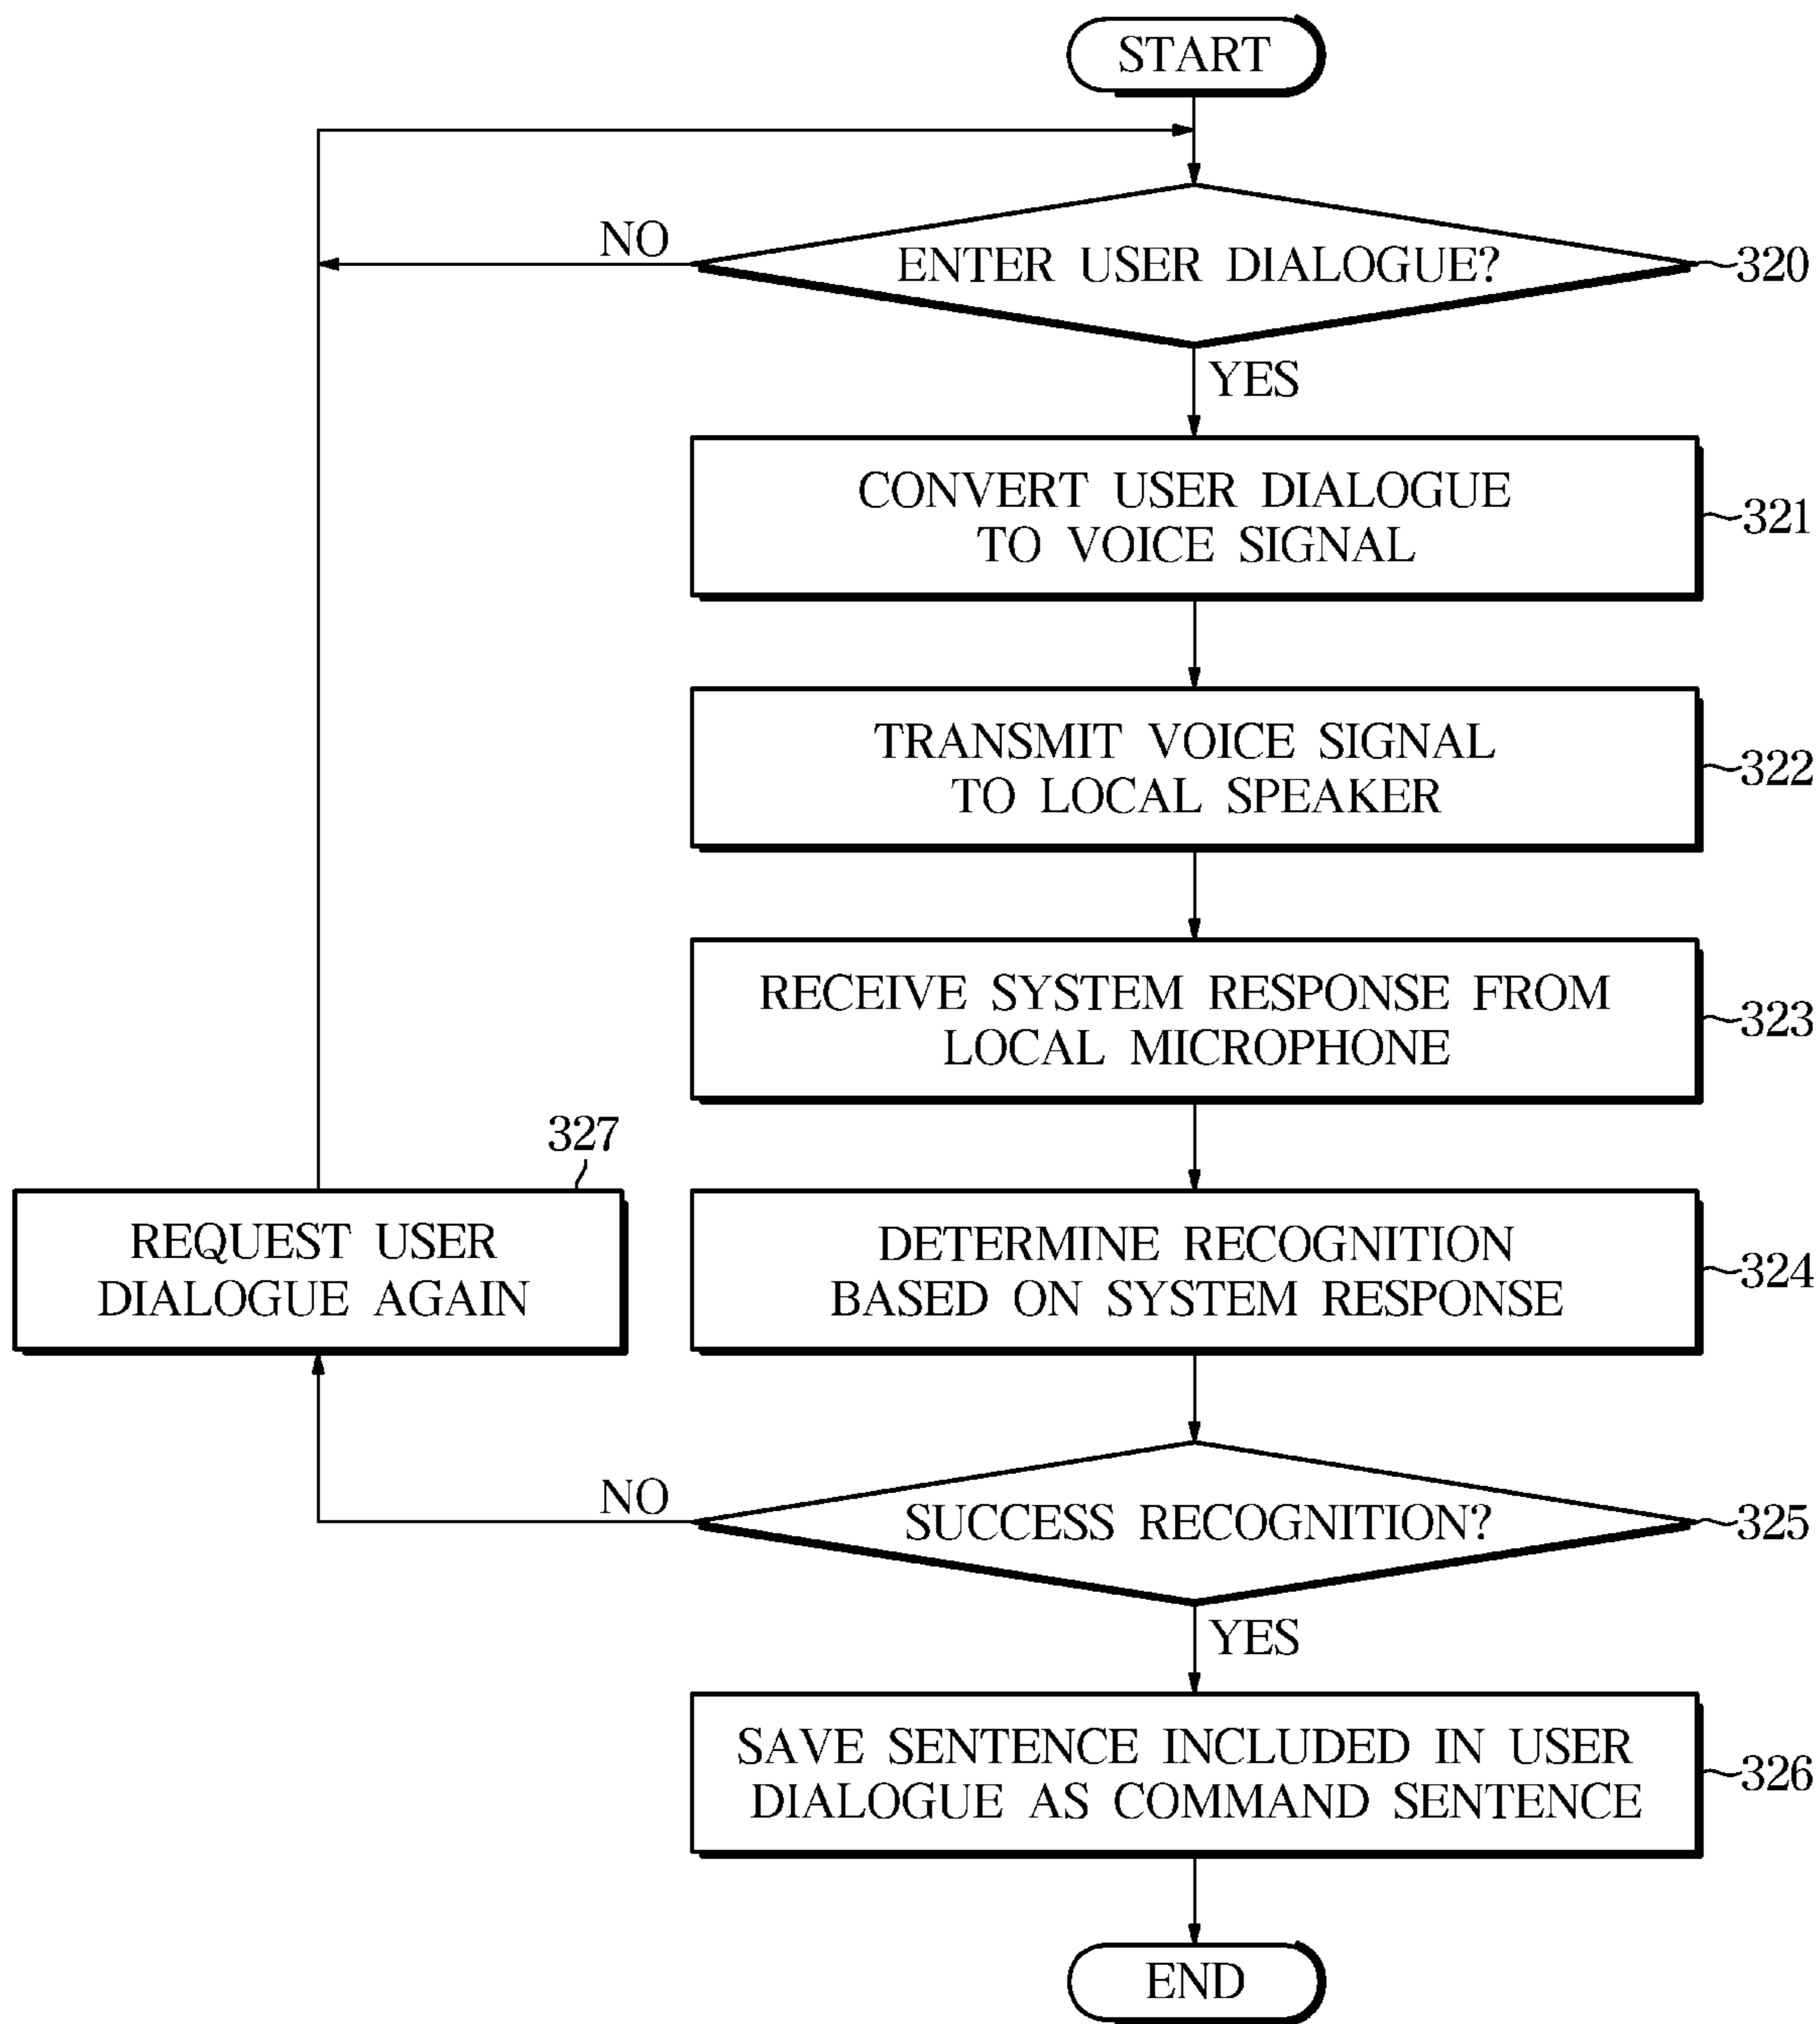 START
NO
ENTER USER DIALOGUE?
320
YES
CONVERT USER DIALOGUE
TO VOICE SIGNAL
321
TRANSMIT VOICE SIGNAL
TO LOCAL SPEAKER
322
RECEIVE SYSTEM RESPONSE FROM
LOCAL MICROPHONE
323
327
REQUEST USER
DIALOGUE AGAIN
DETERMINE RECOGNITION
BASED ON SYSTEM RESPONSE
324
NO
SUCCESS RECOGNITION?
325
YES
SAVE SENTENCE INCLUDED IN USER
DIALOGUE AS COMMAND SENTENCE
326
END